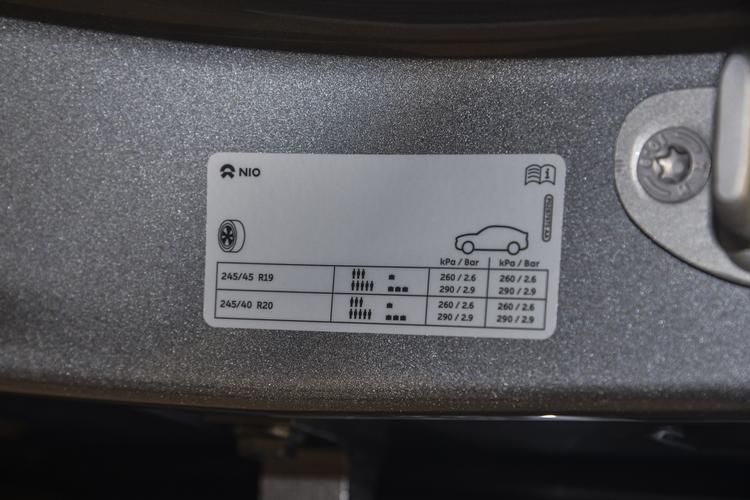 NIO
kPa / Bar kPa / Bar
245/45 R19 260 / 2.6 260 / 2.6
290 / 2.9 290 / 2.9
245/40 R20 260 / 2.6 260 / 2.6
290 / 2.9 290 / 2.9